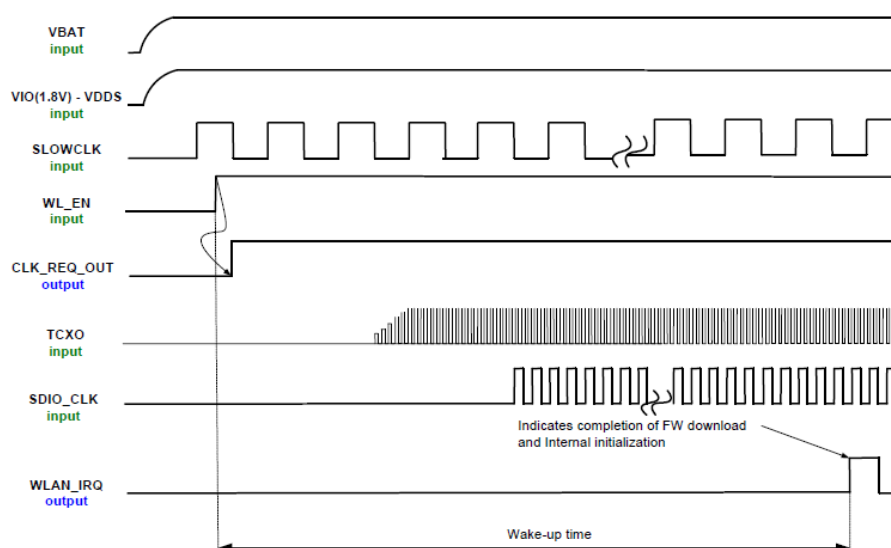 VBAT
input
VIO(1.8V) - VDDS
input
SLOWCLK
input
WL_EN
input
CLK_REQ_OUT
output
TCXO
input
SDIO_CLK
input
Indicates completion of FW download
and Internal initialization
WLAN_IRQ
output
Wake-up time